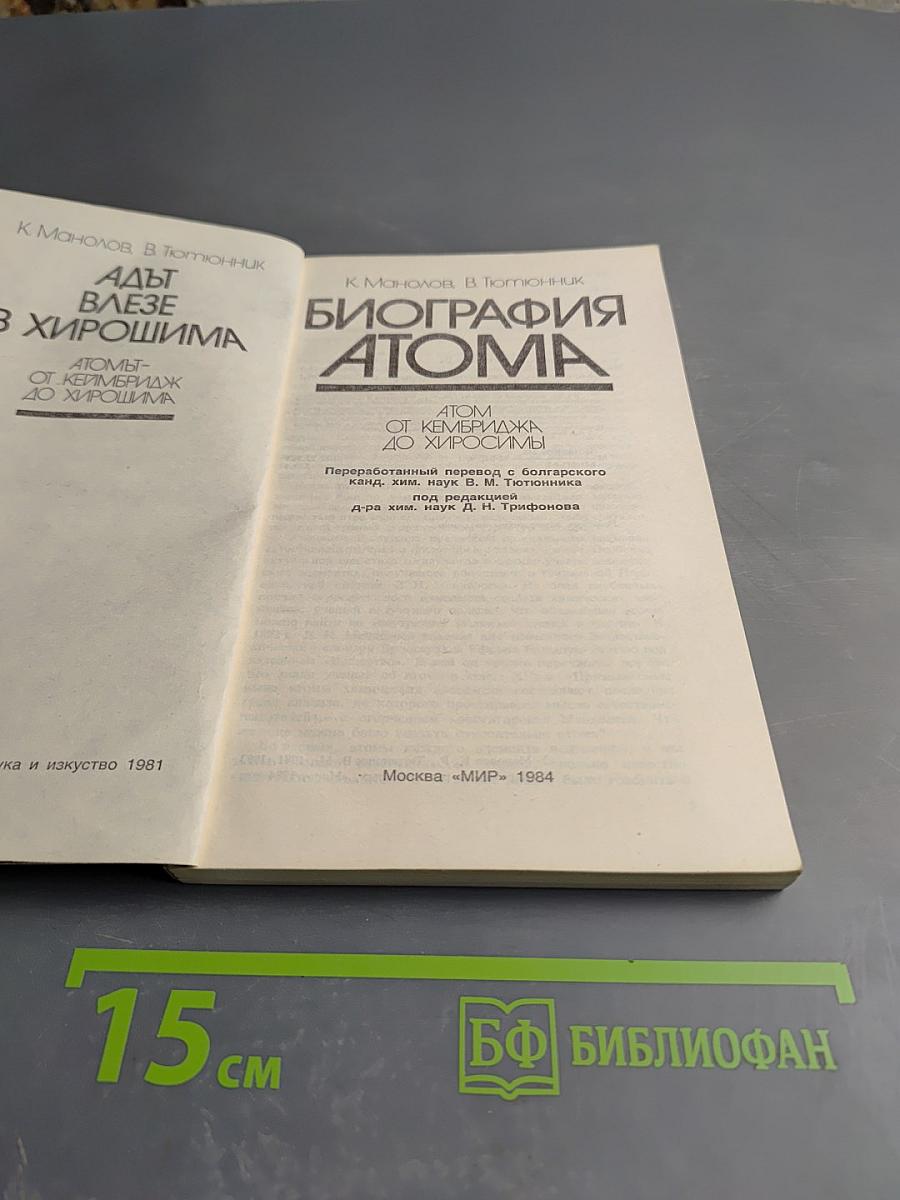 К. Манолов, В. Тютюнник
АДЪТ
ВЛЕЗЕ
В ХИРОШИМА
АТОМЪТ-
ОТ КЕЙМБРИДЖ
ДО ХИРОШИМА
и изкуство 1981
К. Манолов, В. Тютюнник
БИОГРАФИЯ
АТОМА
АТОМ
ОТ КЕМБРИДЖА
ДО ХИРОСИМЫ
Переработанный перевод с болгарского
канд. хим. наук В. М. Тютюнника
под редакцией
д-ра хим. наук Д. Н. Трифонова
Москва «МИР» 1984
15 см
БФ БИБЛИОФАН